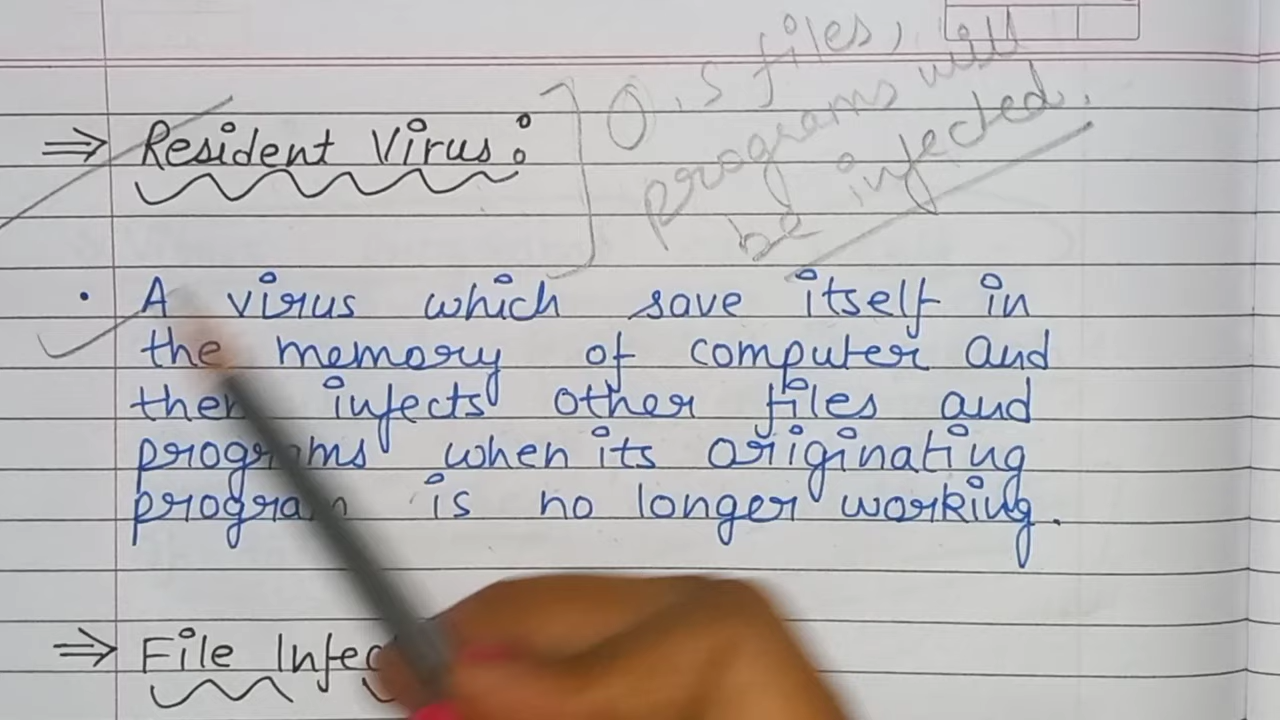 ⇒ Resident Virus:
O.S files,
programs will
be infected.
• A virus which save itself in
the memory of computer and
then infects other files and
programs when its originating
program is no longer working.
⇒ File Infec